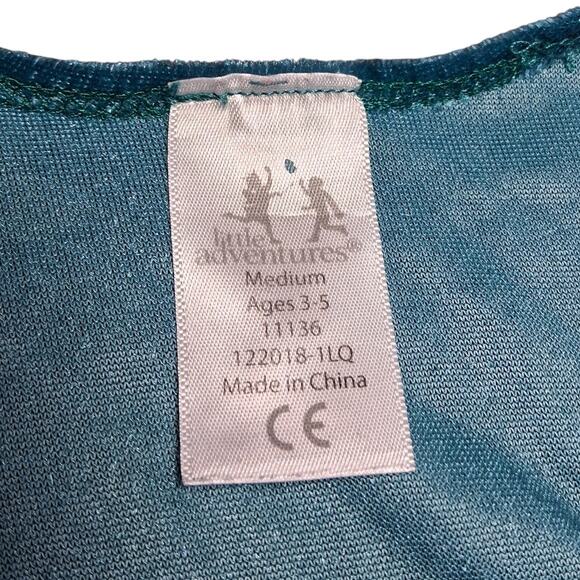 little
adventures®
Medium
Ages 3-5
11136
122018-1LQ
Made in China
CE